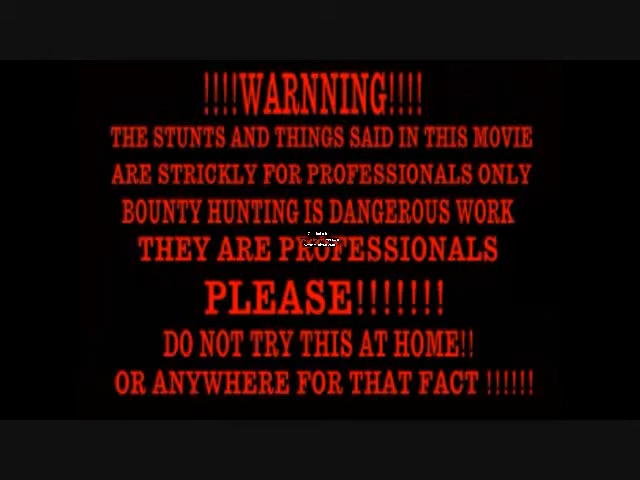 !!!!WARNNING!!!!
THE STUNTS AND THINGS SAID IN THIS MOVIE
ARE STRICKLY FOR PROFESSIONALS ONLY
BOUNTY HUNTING IS DANGEROUS WORK
THEY ARE PROFESSIONALS
PLEASE!!!!!!!
DO NOT TRY THIS AT HOME!!
OR ANYWHERE FOR THAT FACT !!!!!!